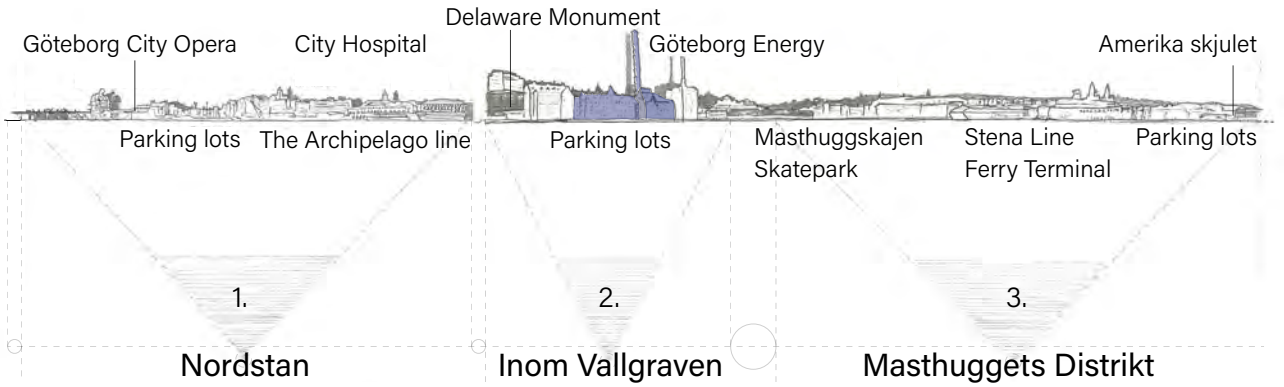 Delaware Monument
Göteborg City Opera
City Hospital
Göteborg Energy
Amerika skjulet
Parking lots
The Archipelago line
Parking lots
Masthuggskajen
Skatepark
Stena Line
Ferry Terminal
Parking lots
1.
2.
3.
Nordstan
Inom Vallgraven
Masthuggets Distrikt